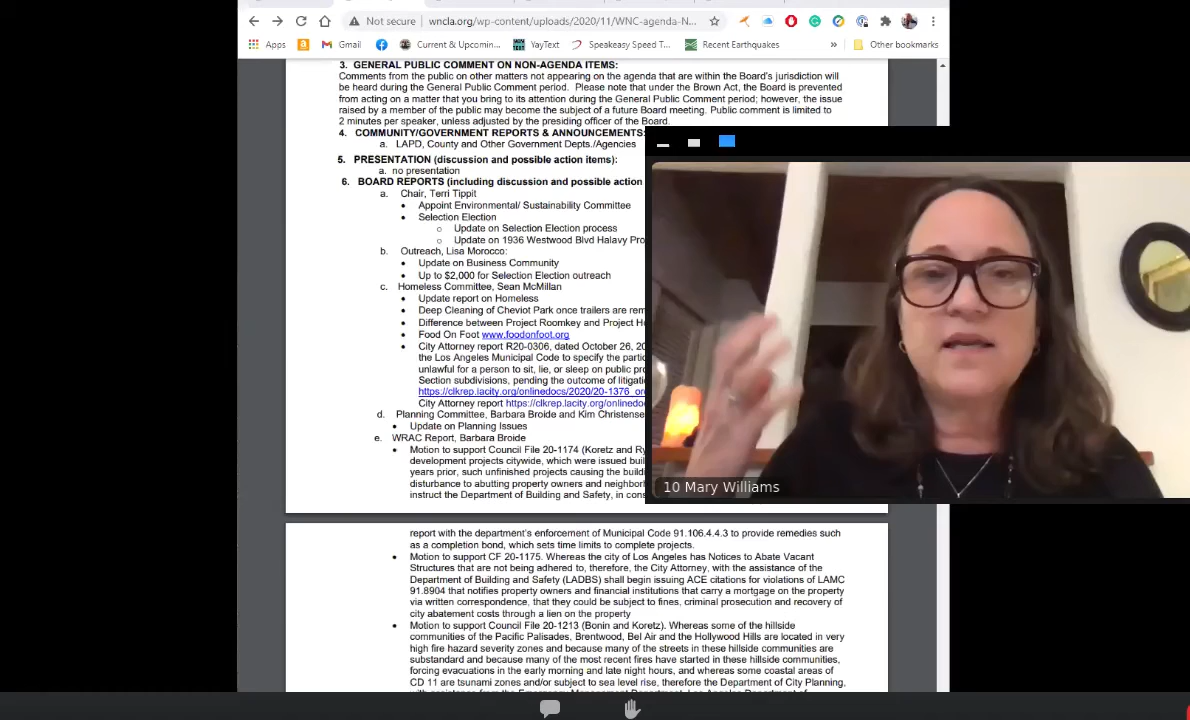 Not secure | wncla.org/wp-content/uploads/2020/11/WNC-agenda-N...
Apps Gmail Current & Upcomin... YayText Speakeasy Speed T... Recent Earthquakes » Other bookmarks
3. GENERAL PUBLIC COMMENT ON NON-AGENDA ITEMS:
Comments from the public on other matters not appearing on the agenda that are within the Board's jurisdiction will
be heard during the General Public Comment period. Please note that under the Brown Act, the Board is prevented
from acting on a matter that you bring to its attention during the General Public Comment period; however, the issue
raised by a member of the public may become the subject of a future Board meeting. Public comment is limited to
2 minutes per speaker, unless adjusted by the presiding officer of the Board.
4. COMMUNITY/GOVERNMENT REPORTS & ANNOUNCEMENTS:
a. LAPD, County and Other Government Depts./Agencies
5. PRESENTATION (discussion and possible action items):
a. no presentation
6. BOARD REPORTS (including discussion and possible action
a. Chair, Terri Tippit
• Appoint Environmental/ Sustainability Committee
• Selection Election
○ Update on Selection Election process
○ Update on 1936 Westwood Blvd Halavy Pro
b. Outreach, Lisa Morocco:
• Update on Business Community
• Up to $2,000 for Selection Election outreach
c. Homeless Committee, Sean McMillan
• Update report on Homeless
• Deep Cleaning of Cheviot Park once trailers are rem
• Difference between Project Roomkey and Project H
• Food On Foot www.foodonfoot.org
• City Attorney report R20-0306, dated October 26, 20
the Los Angeles Municipal Code to specify the parti
unlawful for a person to sit, lie, or sleep on public pro
Section subdivisions, pending the outcome of litigati
https://clkrep.lacity.org/onlinedocs/2020/20-1376_or
City Attorney report https://clkrep.lacity.org/onlinedo
d. Planning Committee, Barbara Broide and Kim Christense
• Update on Planning Issues
e. WRAC Report, Barbara Broide
• Motion to support Council File 20-1174 (Koretz and Ry
development projects citywide, which were issued buil
years prior, such unfinished projects causing the buildi
disturbance to abutting property owners and neighbor
instruct the Department of Building and Safety, in cons
10 Mary Williams
report with the department's enforcement of Municipal Code 91.106.4.4.3 to provide remedies such
as a completion bond, which sets time limits to complete projects.
• Motion to support CF 20-1175. Whereas the city of Los Angeles has Notices to Abate Vacant
Structures that are not being adhered to, therefore, the City Attorney, with the assistance of the
Department of Building and Safety (LADBS) shall begin issuing ACE citations for violations of LAMC
91.8904 that notifies property owners and financial institutions that carry a mortgage on the property
via written correspondence, that they could be subject to fines, criminal prosecution and recovery of
city abatement costs through a lien on the property
• Motion to support Council File 20-1213 (Bonin and Koretz). Whereas some of the hillside
communities of the Pacific Palisades, Brentwood, Bel Air and the Hollywood Hills are located in very
high fire hazard severity zones and because many of the streets in these hillside communities are
substandard and because many of the most recent fires have started in these hillside communities,
forcing evacuations in the early morning and late night hours, and whereas some coastal areas of
CD 11 are tsunami zones and/or subject to sea level rise, therefore the Department of City Planning,